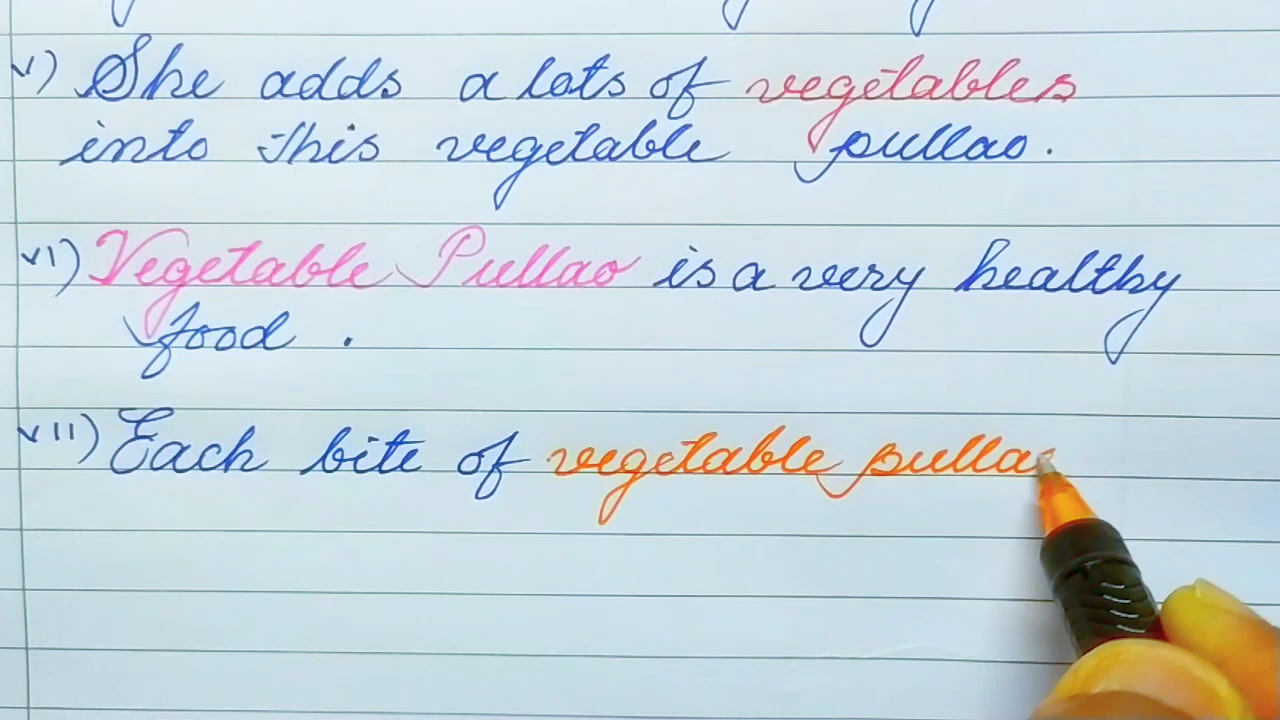 v) She adds a lots of vegetables
into this vegetable pullao.
vi) Vegetable Pullao is a very healthy
food.
vii) Each bite of vegetable pullao